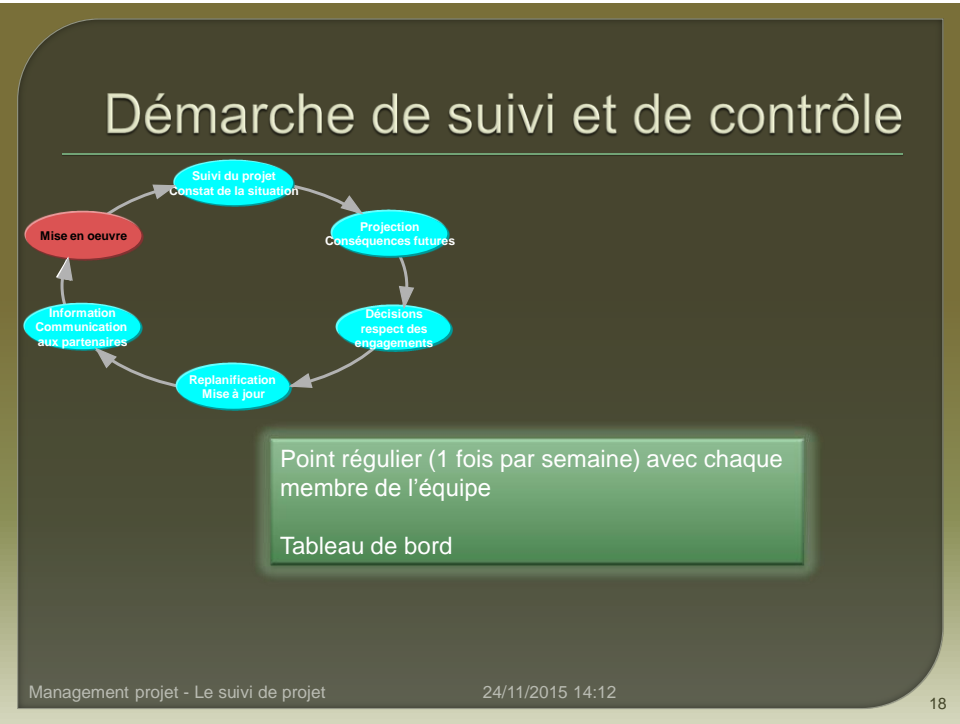 Démarche de suivi et de contrôle
Suivi du projet
Constat de la situation
Mise en oeuvre
Projection
Conséquences futures
Information
Communication
aux partenaires
Décisions
respect des
engagements
Replanification
Mise à jour
Point régulier (1 fois par semaine) avec chaque
membre de l’équipe
Tableau de bord
Management projet - Le suivi de projet
24/11/2015 14:12
18